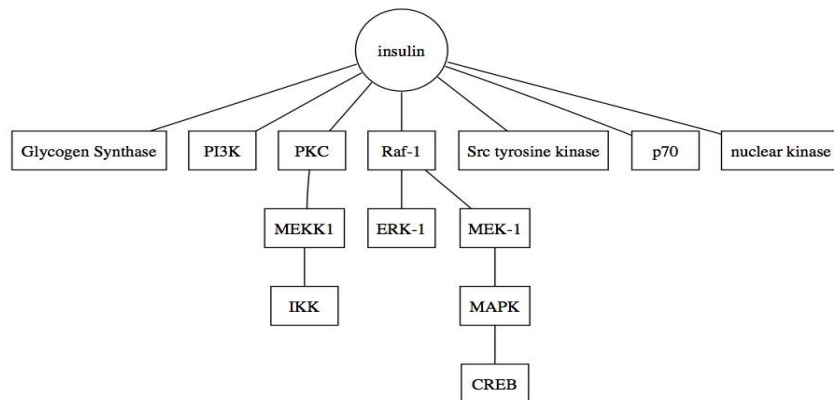 insulin
Glycogen Synthase
PI3K
PKC
Raf-1
Src tyrosine kinase
p70
nuclear kinase
MEKK1
ERK-1
MEK-1
IKK
MAPK
CREB